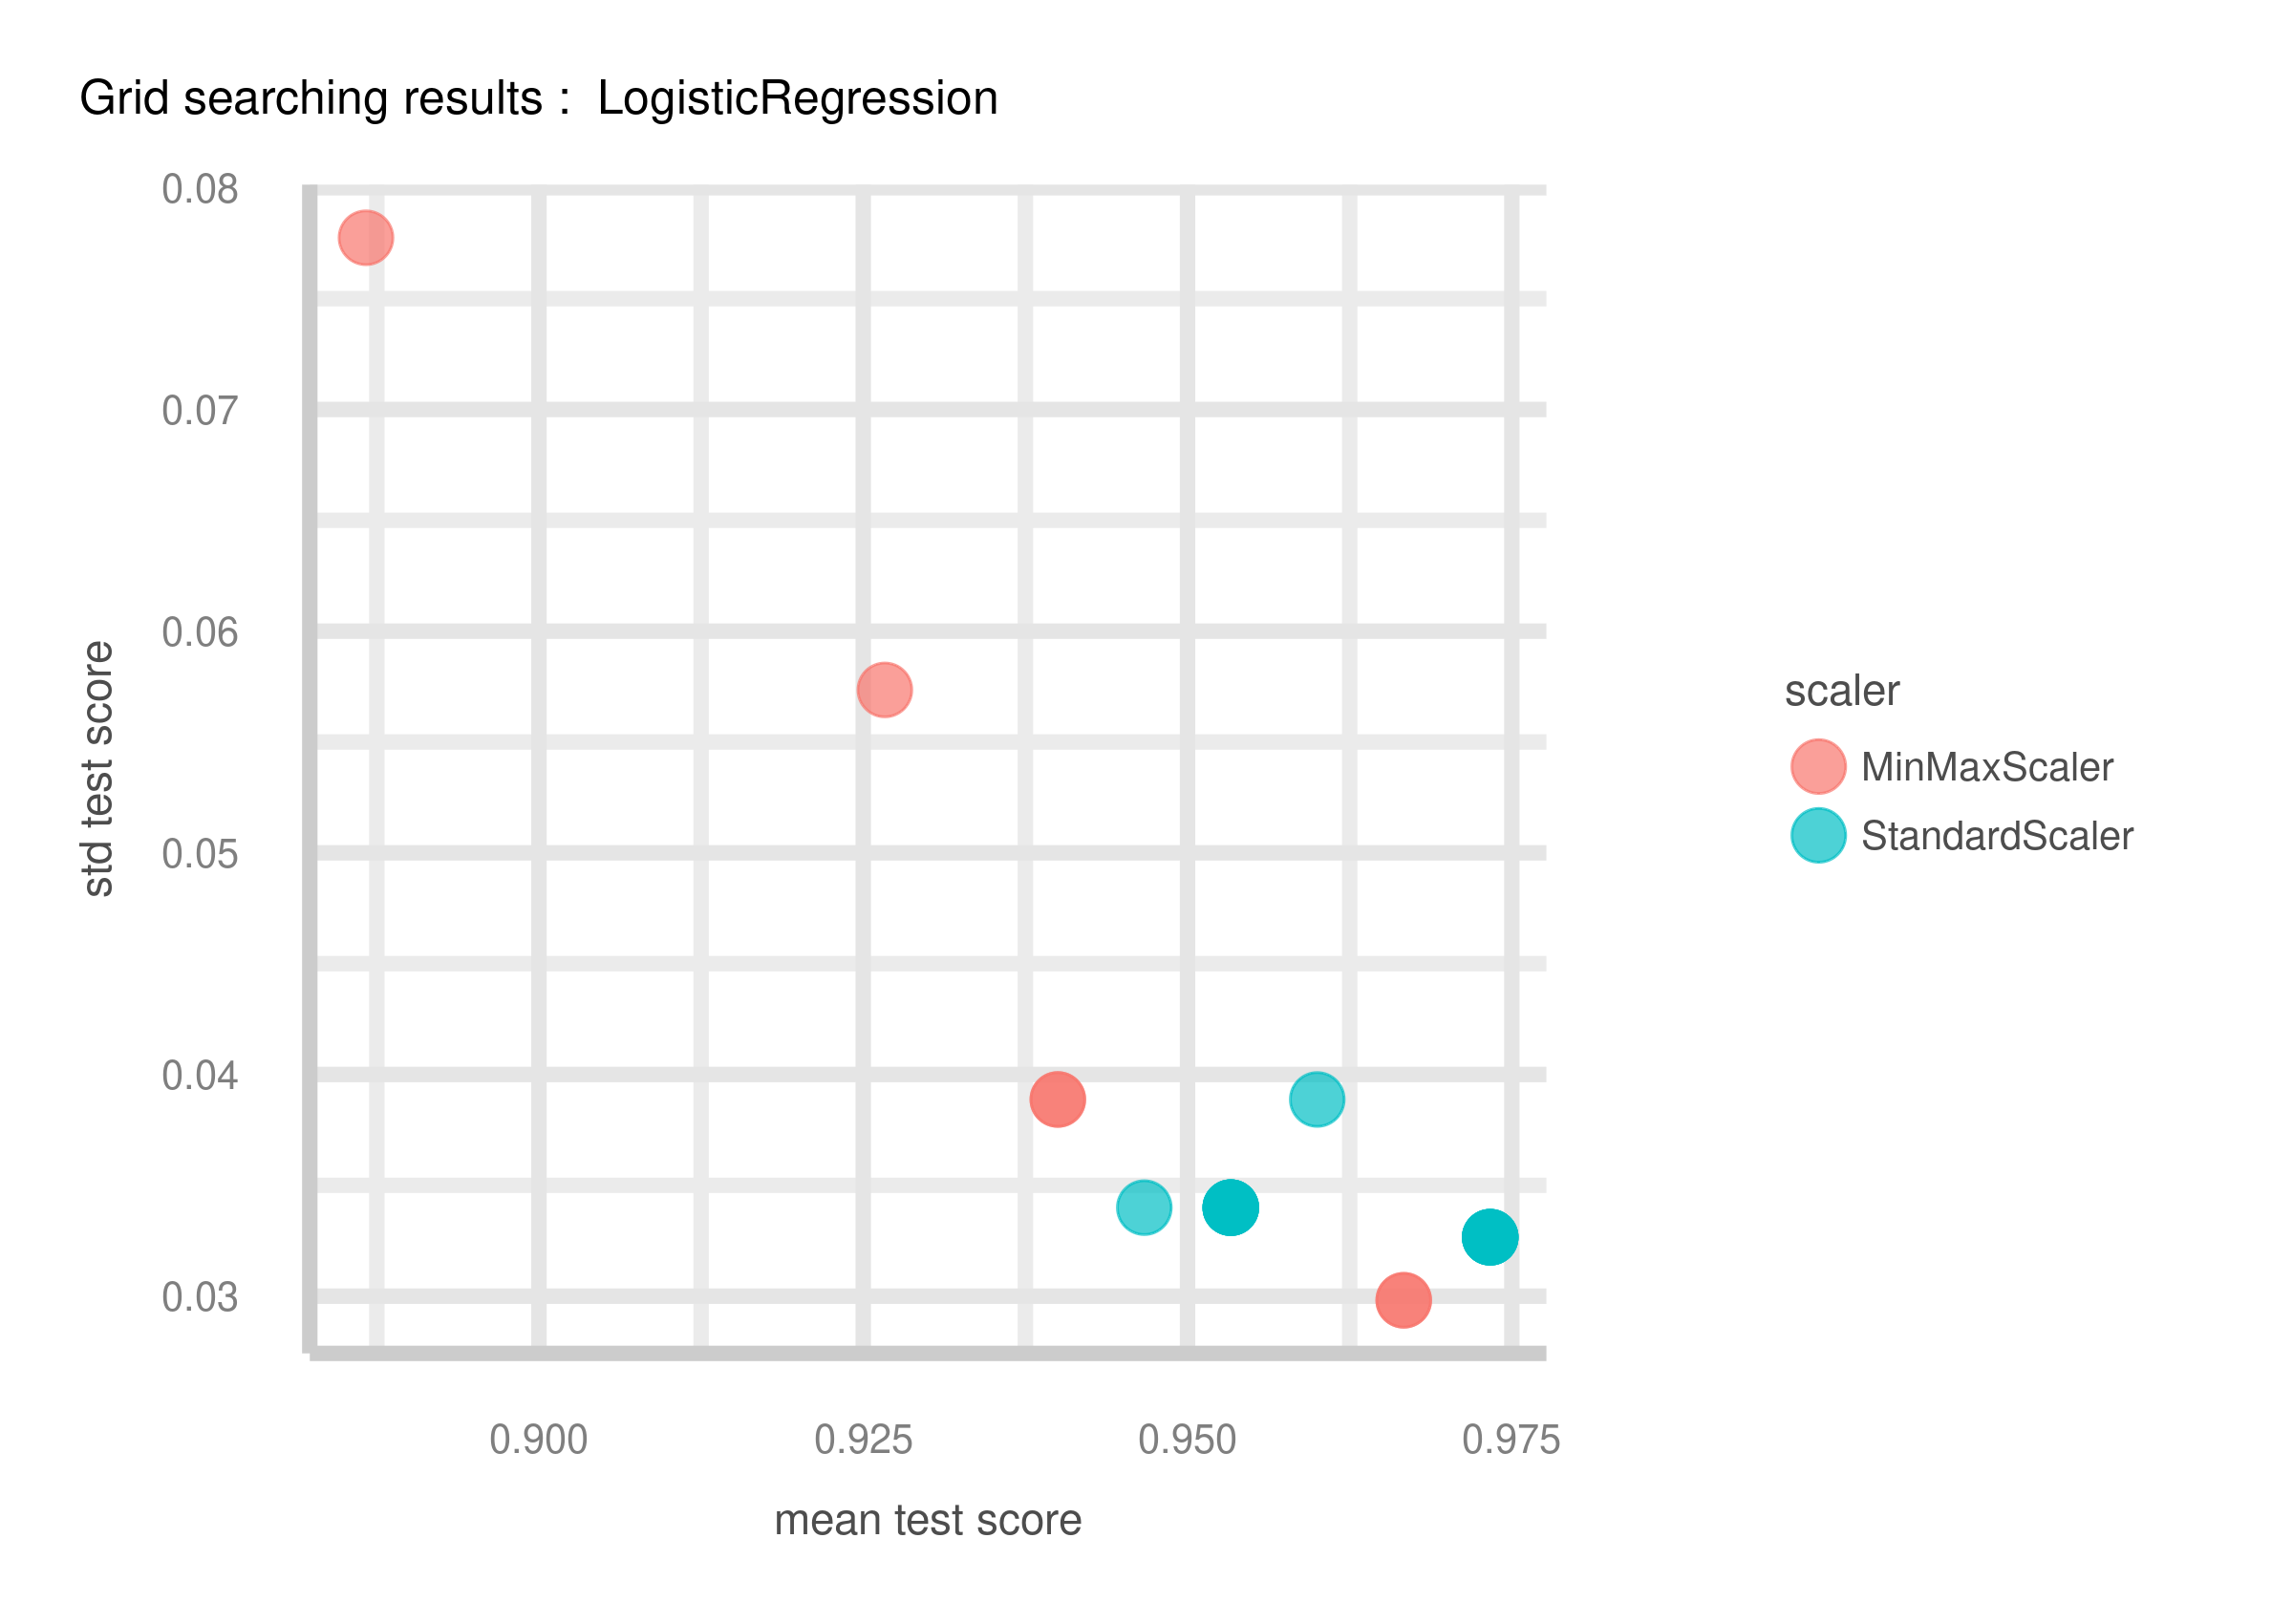 Grid searching results :  LogisticRegression
0.08
0.07
0.06
0.05
0.04
0.03
std test score
0.900
0.925
0.950
0.975
mean test score
scaler
MinMaxScaler
StandardScaler